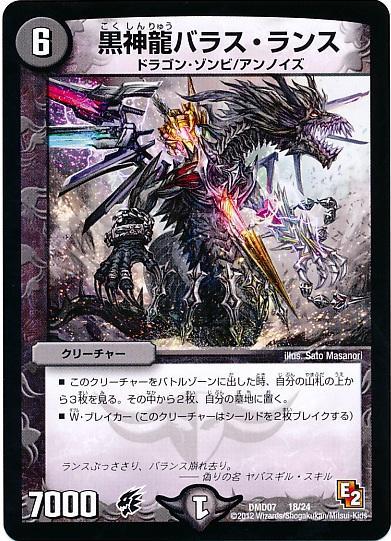 6
こくしんりゅう
黒神龍バラス・ランス
ドラゴン・ゾンビ/アンノイズ
illus. Sato Masanori
クリーチャー
■ このクリーチャーをバトルゾーンに出した時、自分の山札の上から3枚を見る。その中から2枚、自分の墓地に置く。
■ W・ブレイカー (このクリーチャーはシールドを2枚ブレイクする)
ランスぶっささり、バランス崩れ去り。
── 偽りの名 ヤバスギル・スキル
7000
DMD07 18/24
E2
©2012 Wizards/Shogakukan/Mitsui-Kids